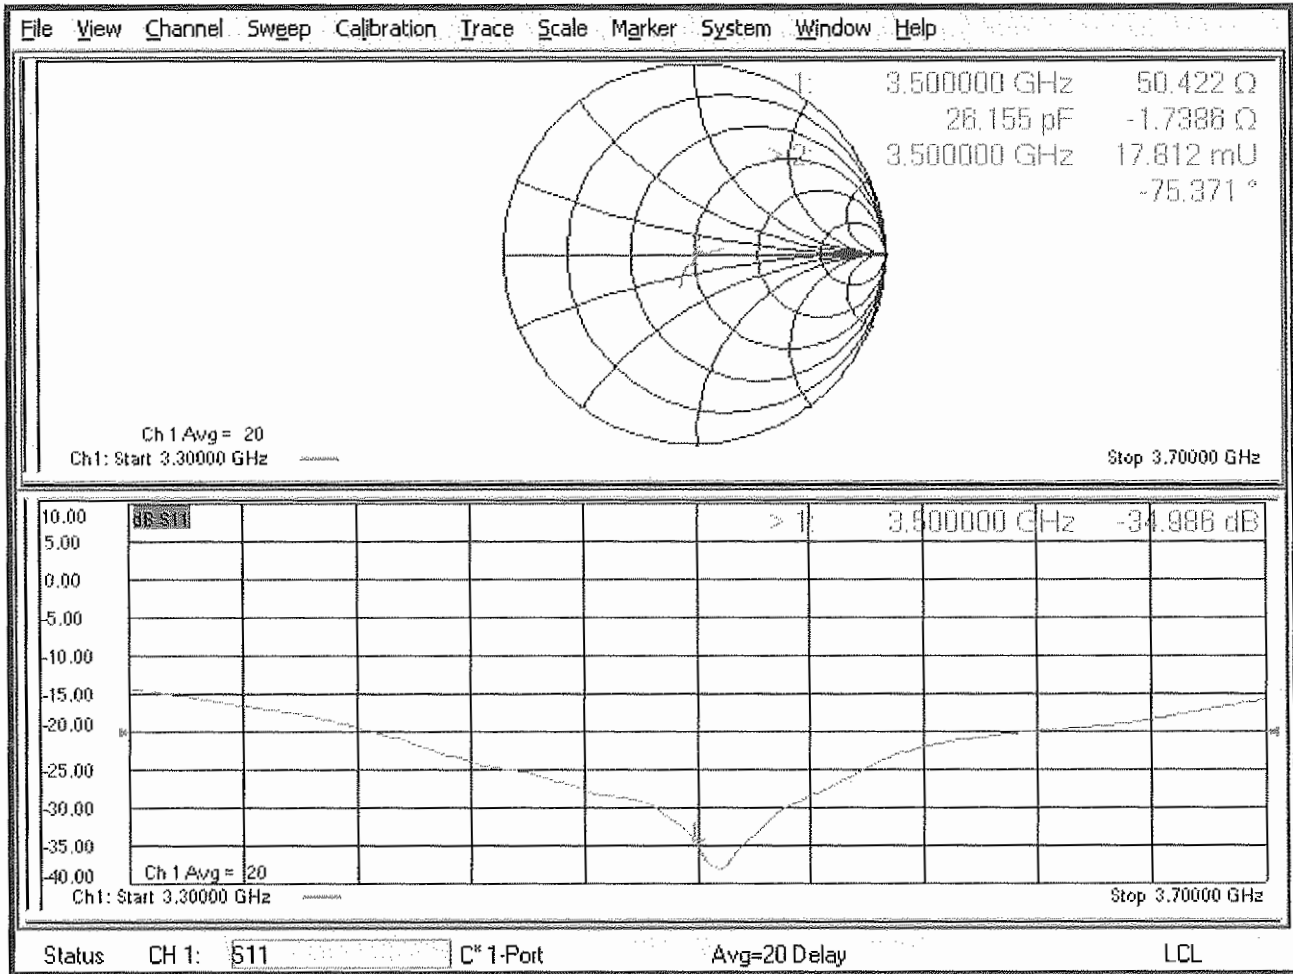 File View Channel Sweep Calibration Trace Scale Marker System Window Help
1: 3.500000 GHz 50.422 Ω
26.155 pF -1.7386 Ω
> 2: 3.500000 GHz 17.812 mU
-75.371 °
Ch 1 Avg = 20
Ch1: Start 3.30000 GHz Stop 3.70000 GHz
10.00 dB S11 > 1: 3.500000 GHz -34.986 dB
5.00
0.00
-5.00
-10.00
-15.00
-20.00
-25.00
-30.00
-35.00
-40.00 Ch 1 Avg = 20
Ch1: Start 3.30000 GHz Stop 3.70000 GHz
Status CH 1: S11 C* 1-Port Avg=20 Delay LCL